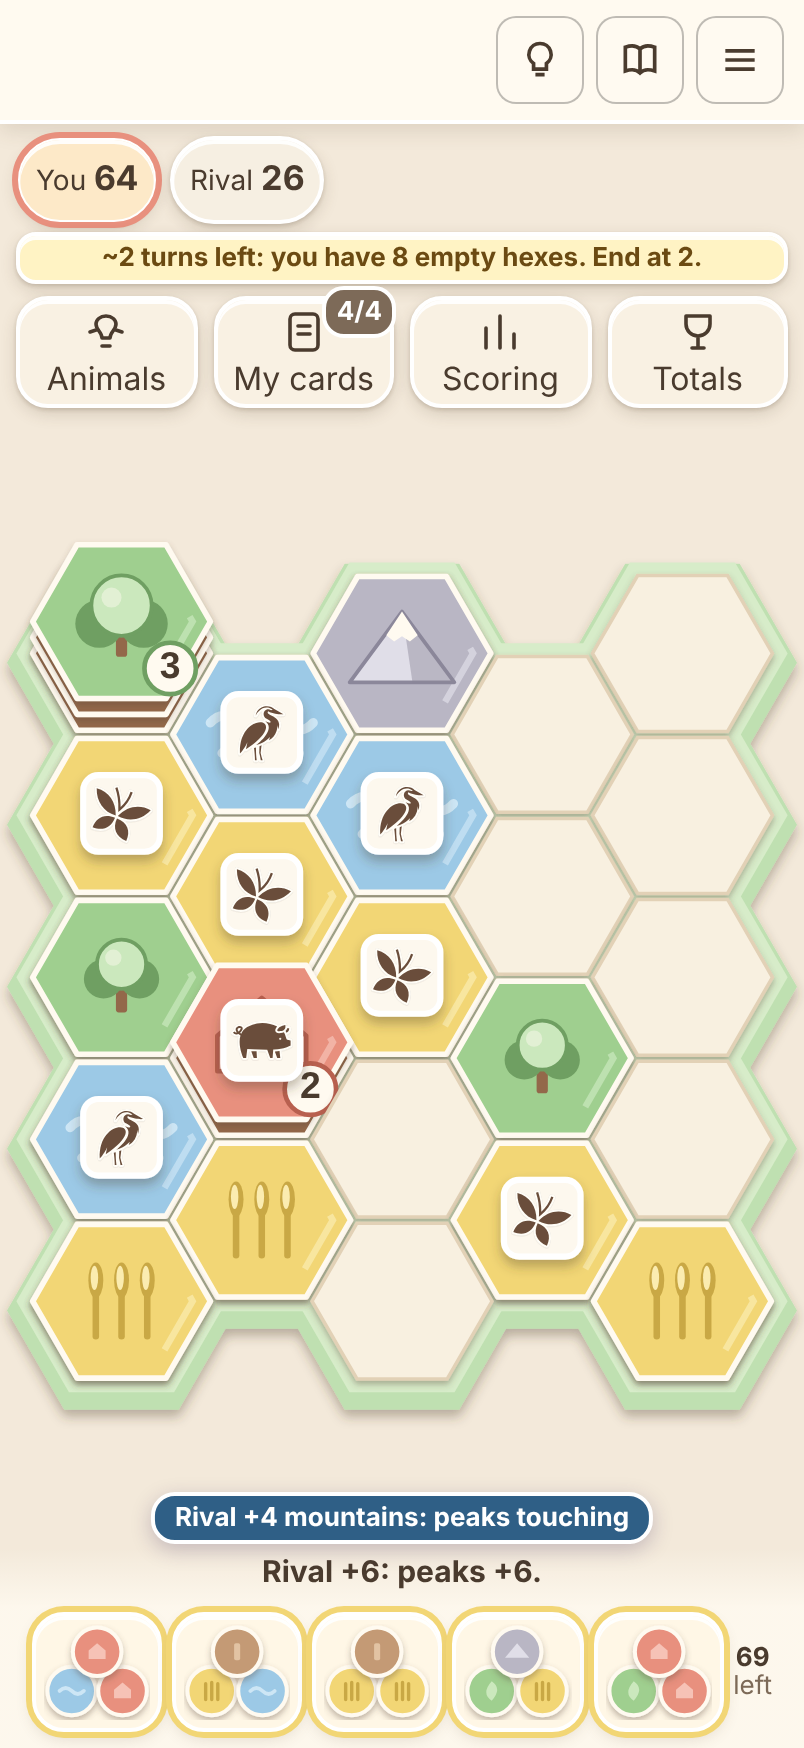 You 64
Rival 26
~2 turns left: you have 8 empty hexes. End at 2.
4/4
Animals
My cards
Scoring
Totals
3
2
Rival +4 mountains: peaks touching
Rival +6: peaks +6.
69
left